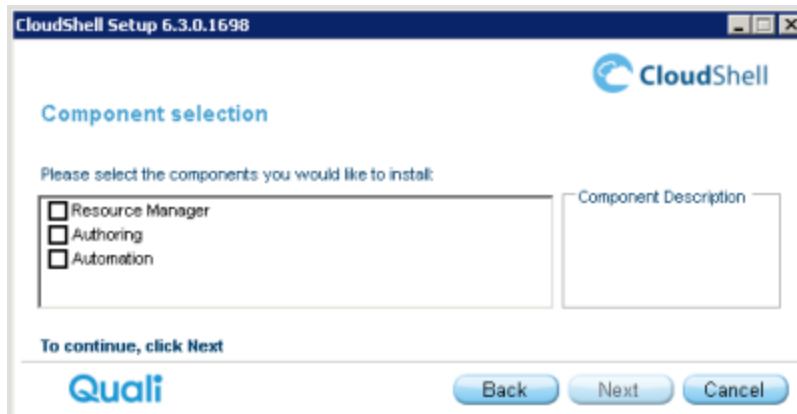 CloudShell Setup 6.3.0.1698
CloudShell
Component selection
Please select the components you would like to install:
Component Description
Resource Manager
Authoring
Automation
To continue, click Next
Quali
Back
Next
Cancel